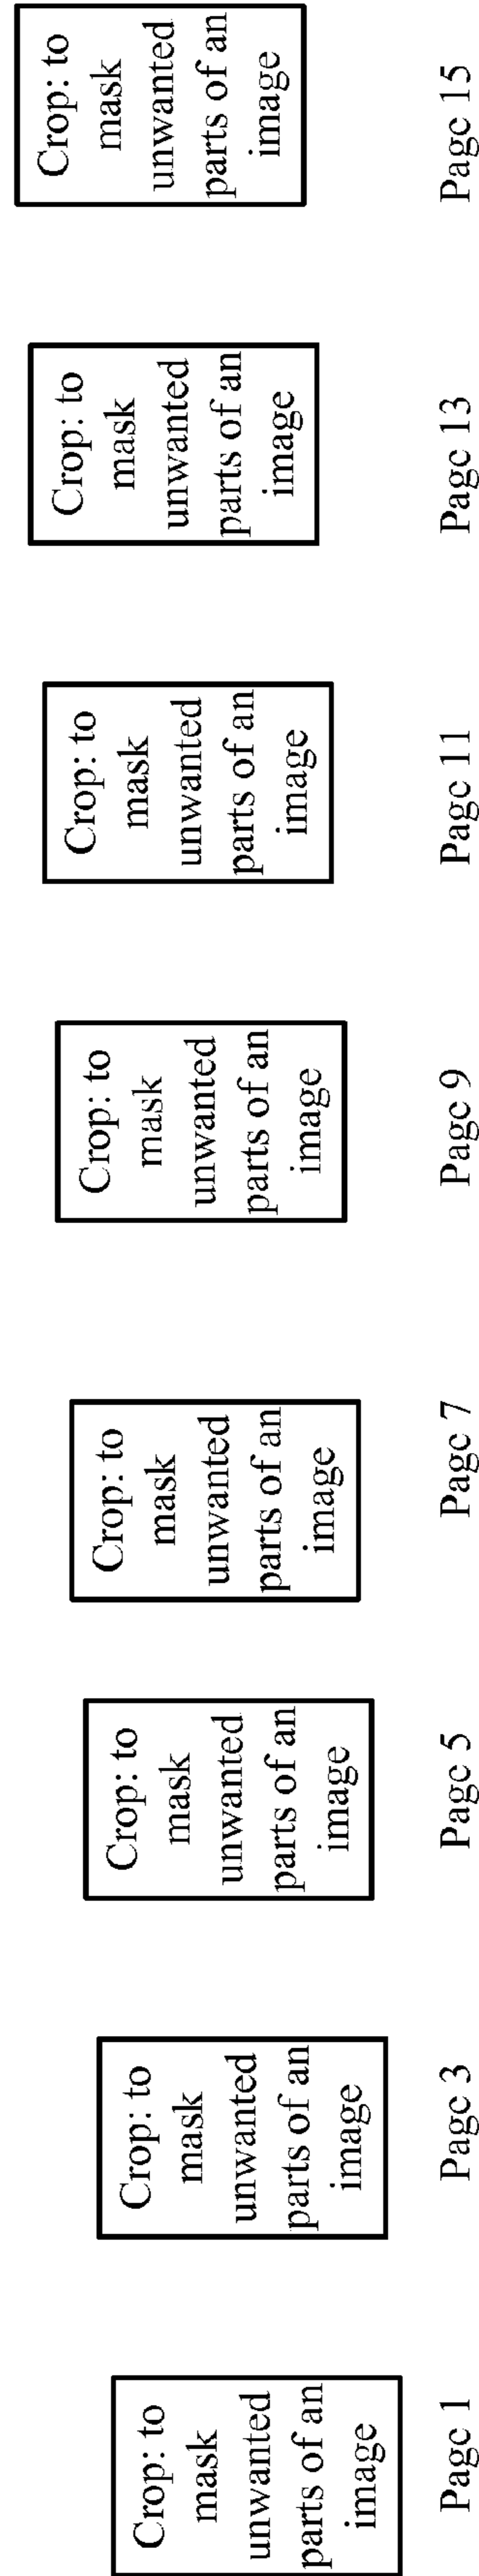 Crop: to
mask
unwanted
parts of an
image
Page 1
Crop: to
mask
unwanted
parts of an
image
Page 3
Crop: to
mask
unwanted
parts of an
image
Page 5
Crop: to
mask
unwanted
parts of an
image
Page 7
Crop: to
mask
unwanted
parts of an
image
Page 9
Crop: to
mask
unwanted
parts of an
image
Page 11
Crop: to
mask
unwanted
parts of an
image
Page 13
Crop: to
mask
unwanted
parts of an
image
Page 15